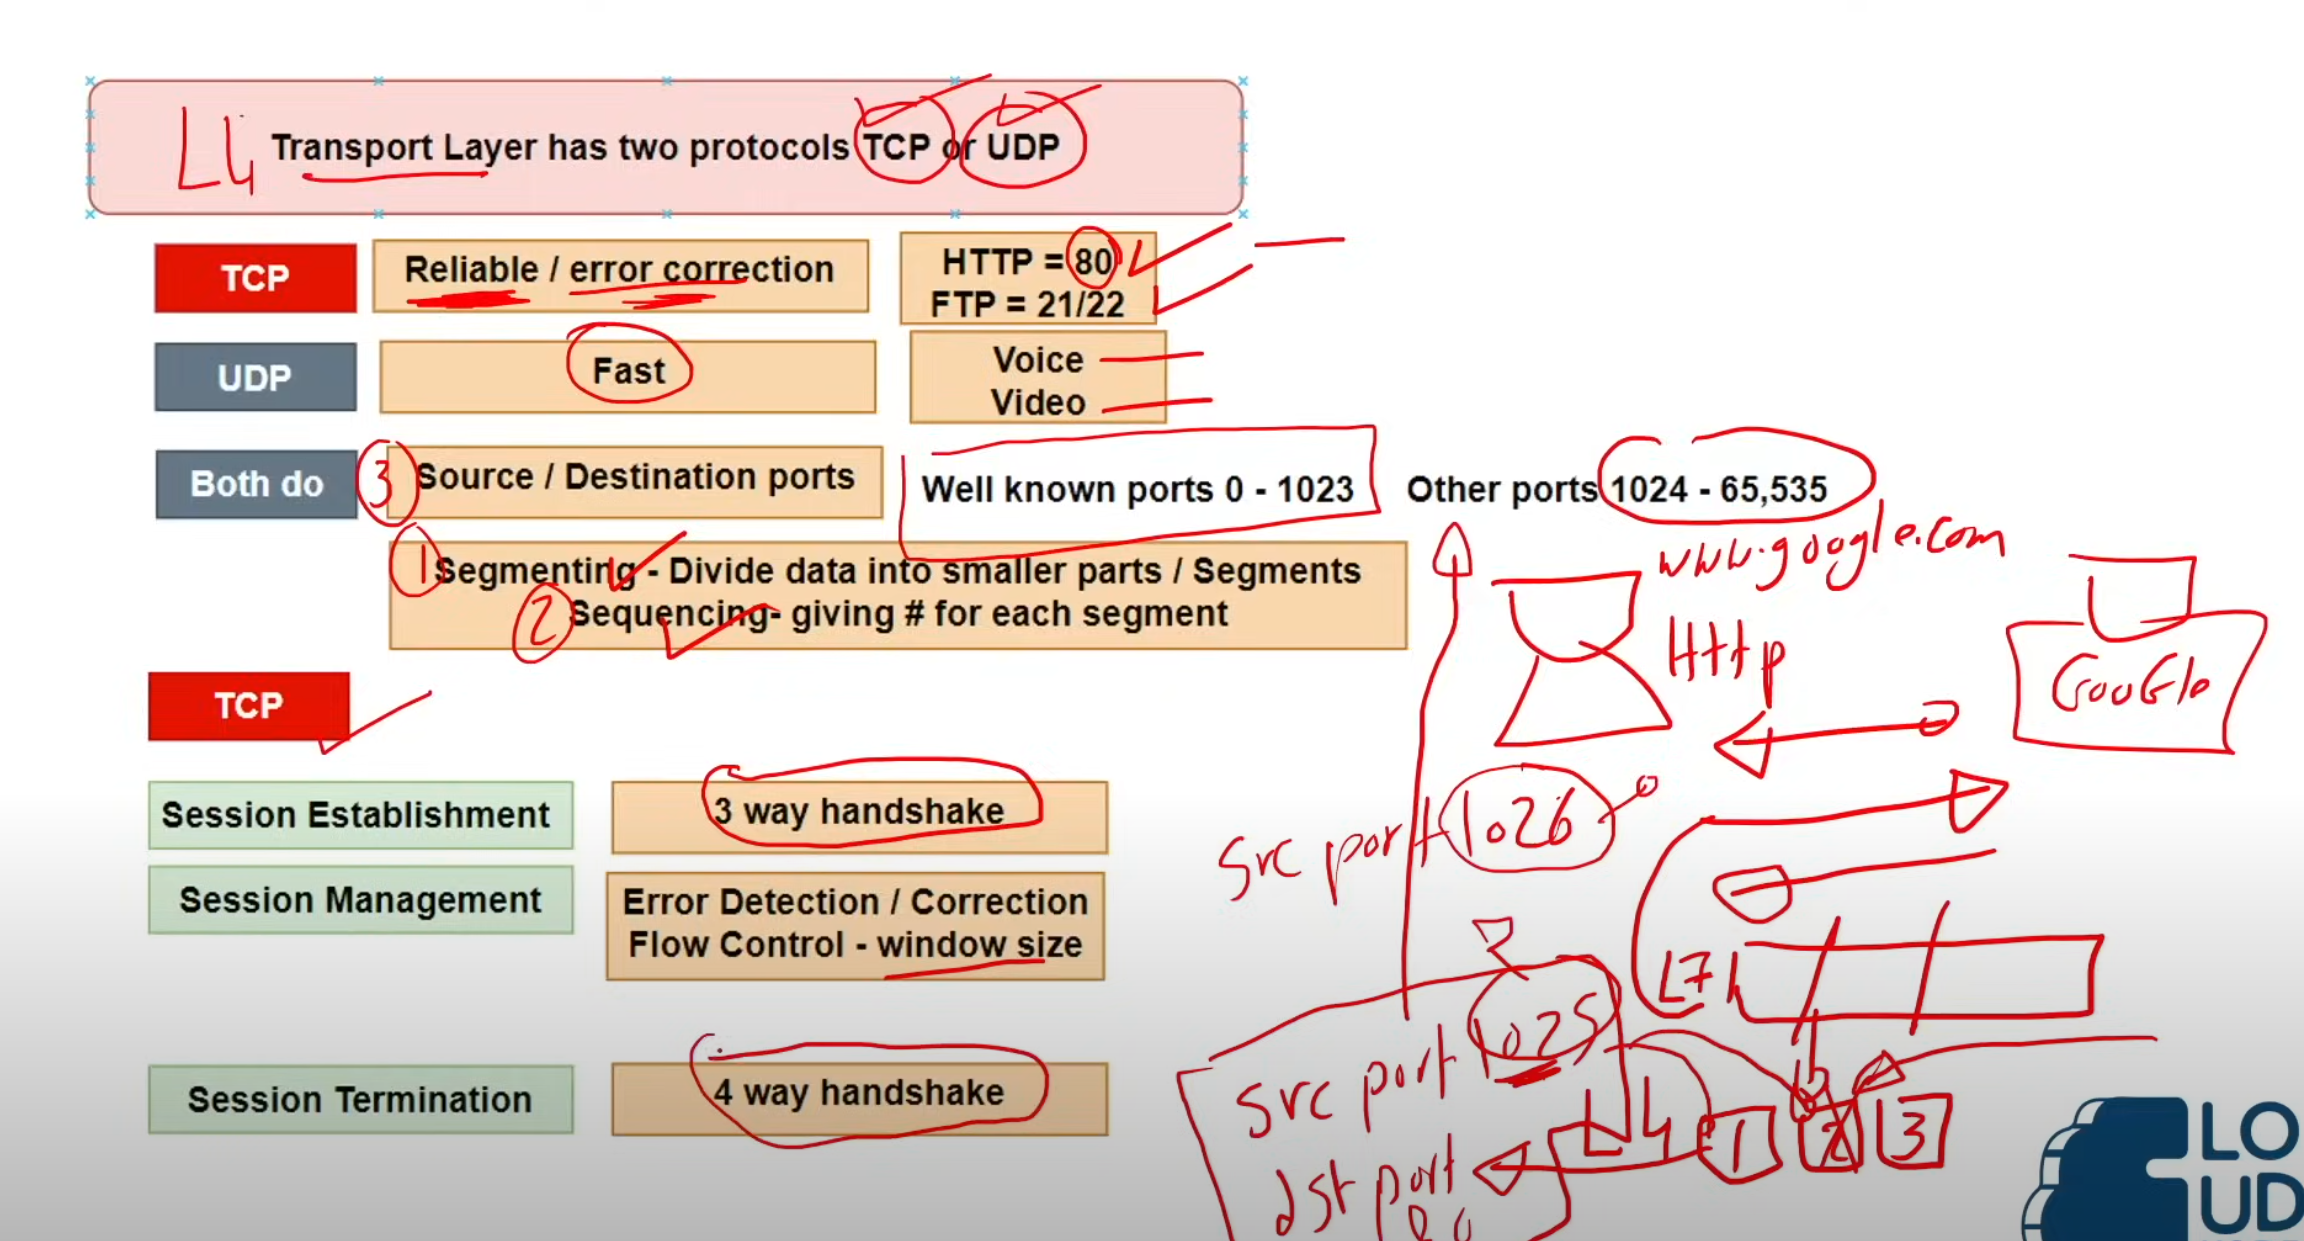 L4 Transport Layer has two protocols TCP or UDP
TCP Reliable / error correction HTTP = 80
FTP = 21/22
UDP Fast Voice
Video
Both do 3 Source / Destination ports Well known ports 0 - 1023 Other ports 1024 - 65,535
www.google.com
1 Segmenting - Divide data into smaller parts / Segments
2 Sequencing- giving # for each segment
Http
GooGle
TCP
Session Establishment 3 way handshake
src port 1026
Session Management Error Detection / Correction
Flow Control - window size
L7
src port 1025
Session Termination 4 way handshake
L4 1 2 3
dst port
80
LO
UD